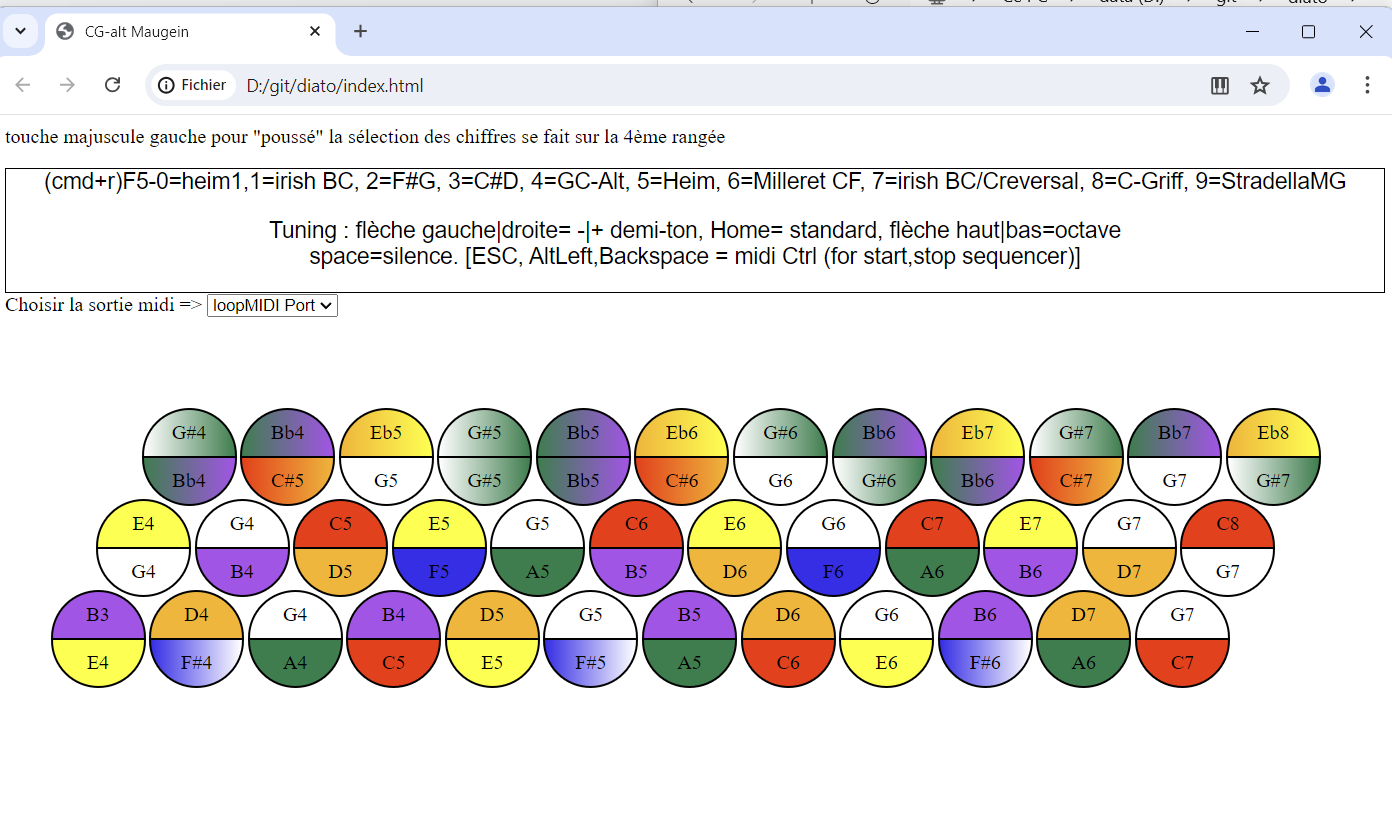 CG-alt Maugein
Fichier D:/git/diato/index.html
touche majuscule gauche pour "poussé" la sélection des chiffres se fait sur la 4ème rangée
(cmd+r)F5-0=heim1,1=irish BC, 2=F#G, 3=C#D, 4=GC-Alt, 5=Heim, 6=Milleret CF, 7=irish BC/Creversal, 8=C-Griff, 9=StradellaMG
Tuning : flèche gauche|droite= -|+ demi-ton, Home= standard, flèche haut|bas=octave
space=silence. [ESC, AltLeft,Backspace = midi Ctrl (for start,stop sequencer)]
Choisir la sortie midi => loopMIDI Port
G#4 Bb4 Eb5 G#5 Bb5 Eb6 G#6 Bb6 Eb7 G#7 Bb7 Eb8
Bb4 C#5 G5 G#5 Bb5 C#6 G6 G#6 Bb6 C#7 G7 G#7
E4 G4 C5 E5 G5 C6 E6 G6 C7 E7 G7 C8
G4 B4 D5 F5 A5 B5 D6 F6 A6 B6 D7 G7
B3 D4 G4 B4 D5 G5 B5 D6 G6 B6 D7 G7
E4 F#4 A4 C5 E5 F#5 A5 C6 E6 F#6 A6 C7